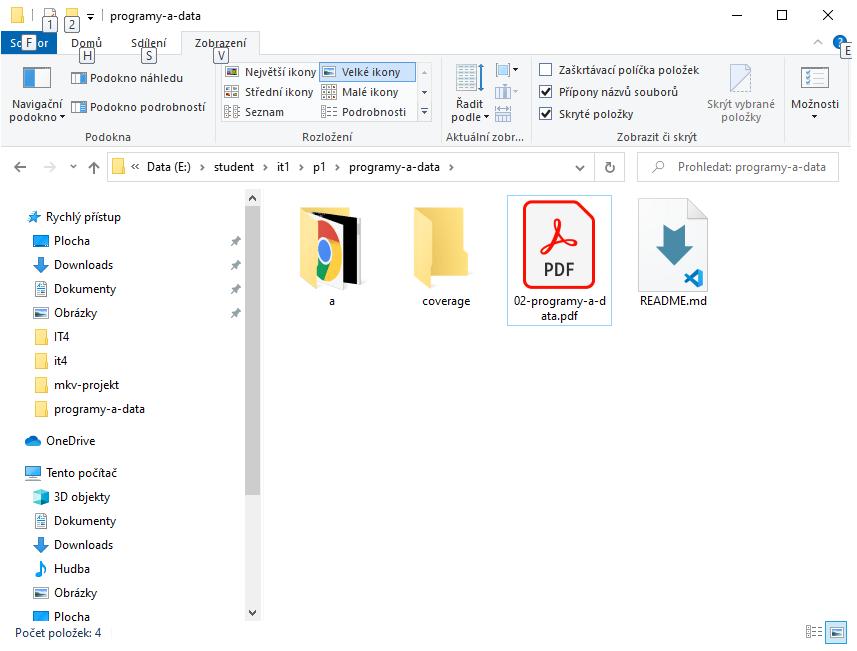 programy-a-data
1
2
Soubor
Domů
Sdílení
Zobrazení
F
H
S
V
E
Navigační podokno
Podokno náhledu
Podokno podrobností
Podokna
Největší ikony
Velké ikony
Střední ikony
Malé ikony
Seznam
Podrobnosti
Rozložení
Řadit podle
Aktuální zobr...
Zaškrtávací políčka položek
Přípony názvů souborů
Skryté položky
Skrýt vybrané položky
Zobrazit či skrýt
Možnosti
« Data (E:) › student › it1 › p1 › programy-a-data ›
Prohledat: programy-a-data
Rychlý přístup
Plocha
Downloads
Dokumenty
Obrázky
IT4
it4
mkv-projekt
programy-a-data
OneDrive
Tento počítač
3D objekty
Dokumenty
Downloads
Hudba
Obrázky
Plocha
a
coverage
PDF
02-programy-a-d
ata.pdf
README.md
Počet položek: 4